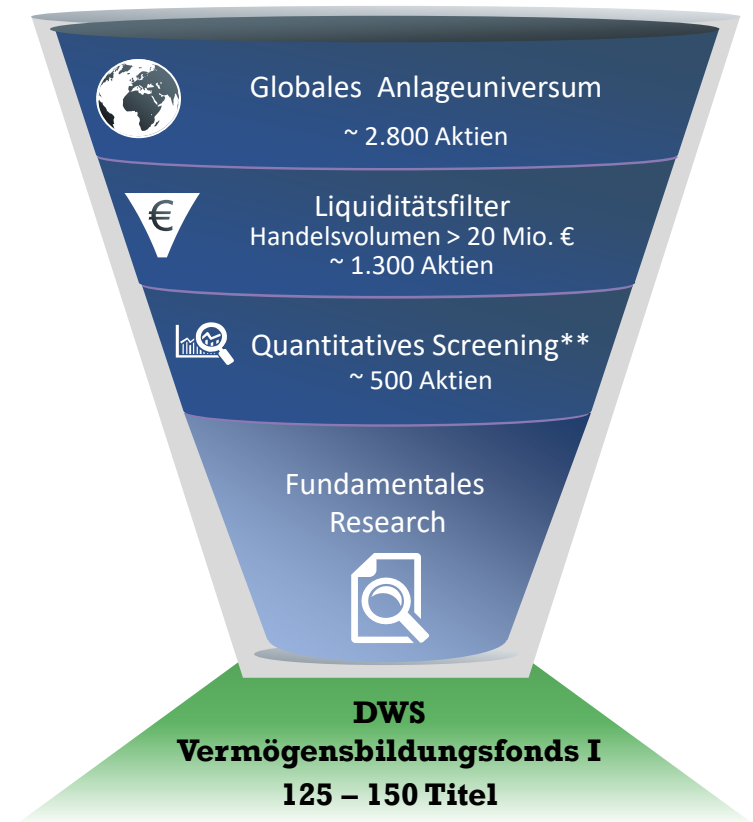 Globales Anlageuniversum
~ 2.800 Aktien
€
Liquiditätsfilter
Handelsvolumen > 20 Mio. €
~ 1.300 Aktien
Quantitatives Screening**
~ 500 Aktien
Fundamentales
Research
DWS
Vermögensbildungsfonds I
125 – 150 Titel